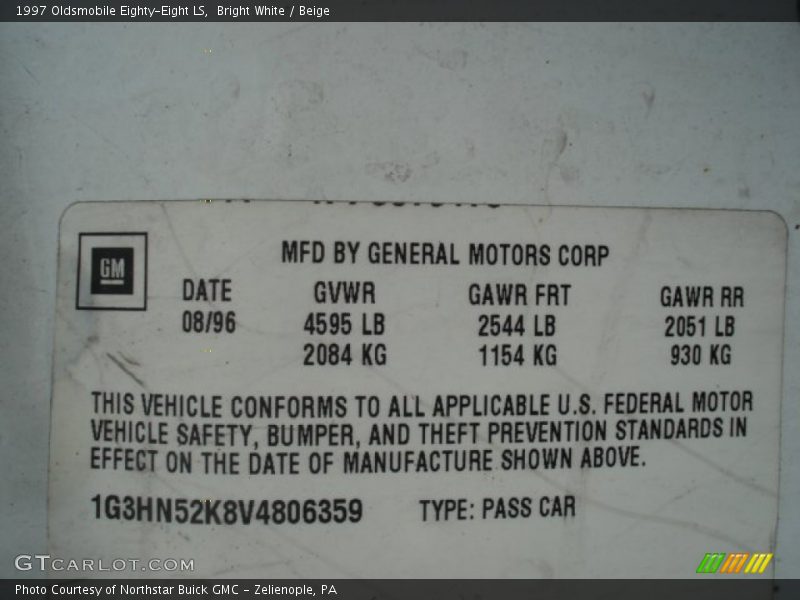 1997 Oldsmobile Eighty-Eight LS, Bright White / Beige
GM
MFD BY GENERAL MOTORS CORP
DATE GVWR GAWR FRT GAWR RR
08/96 4595 LB 2544 LB 2051 LB
2084 KG 1154 KG 930 KG
THIS VEHICLE CONFORMS TO ALL APPLICABLE U.S. FEDERAL MOTOR
VEHICLE SAFETY, BUMPER, AND THEFT PREVENTION STANDARDS IN
EFFECT ON THE DATE OF MANUFACTURE SHOWN ABOVE.
1G3HN52K8V4806359 TYPE: PASS CAR
GTCARLOT.COM
Photo Courtesy of Northstar Buick GMC - Zelienople, PA